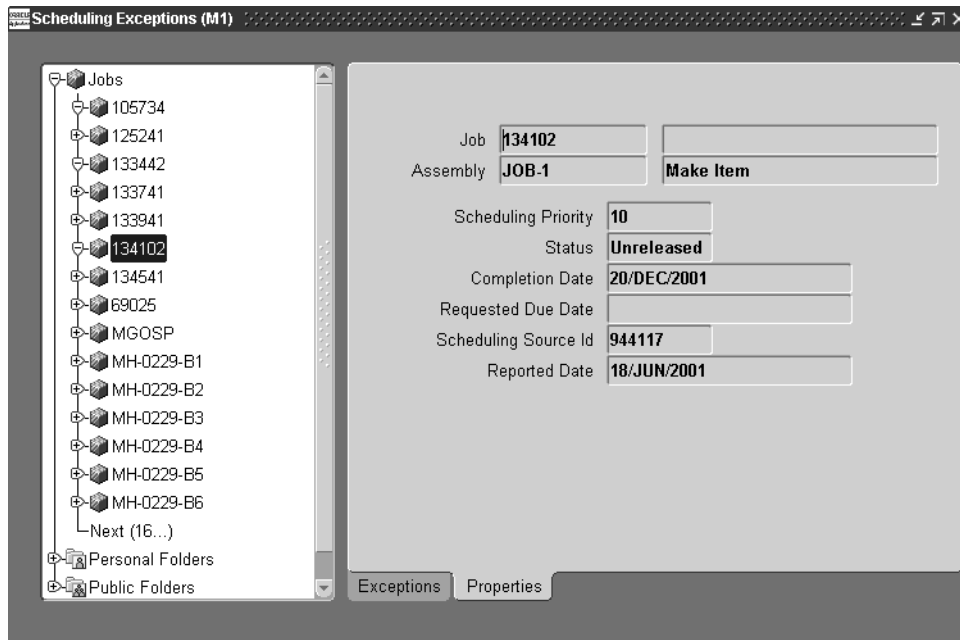 ORACLE
Scheduling Exceptions (M1)
Jobs
105734
125241
133442
133741
133941
134102
134541
69025
MGOSP
MH-0229-B1
MH-0229-B2
MH-0229-B3
MH-0229-B4
MH-0229-B5
MH-0229-B6
Next (16...)
Personal Folders
Public Folders
Job 134102
Assembly JOB-1 Make Item
Scheduling Priority 10
Status Unreleased
Completion Date 20/DEC/2001
Requested Due Date
Scheduling Source Id 944117
Reported Date 18/JUN/2001
Exceptions Properties